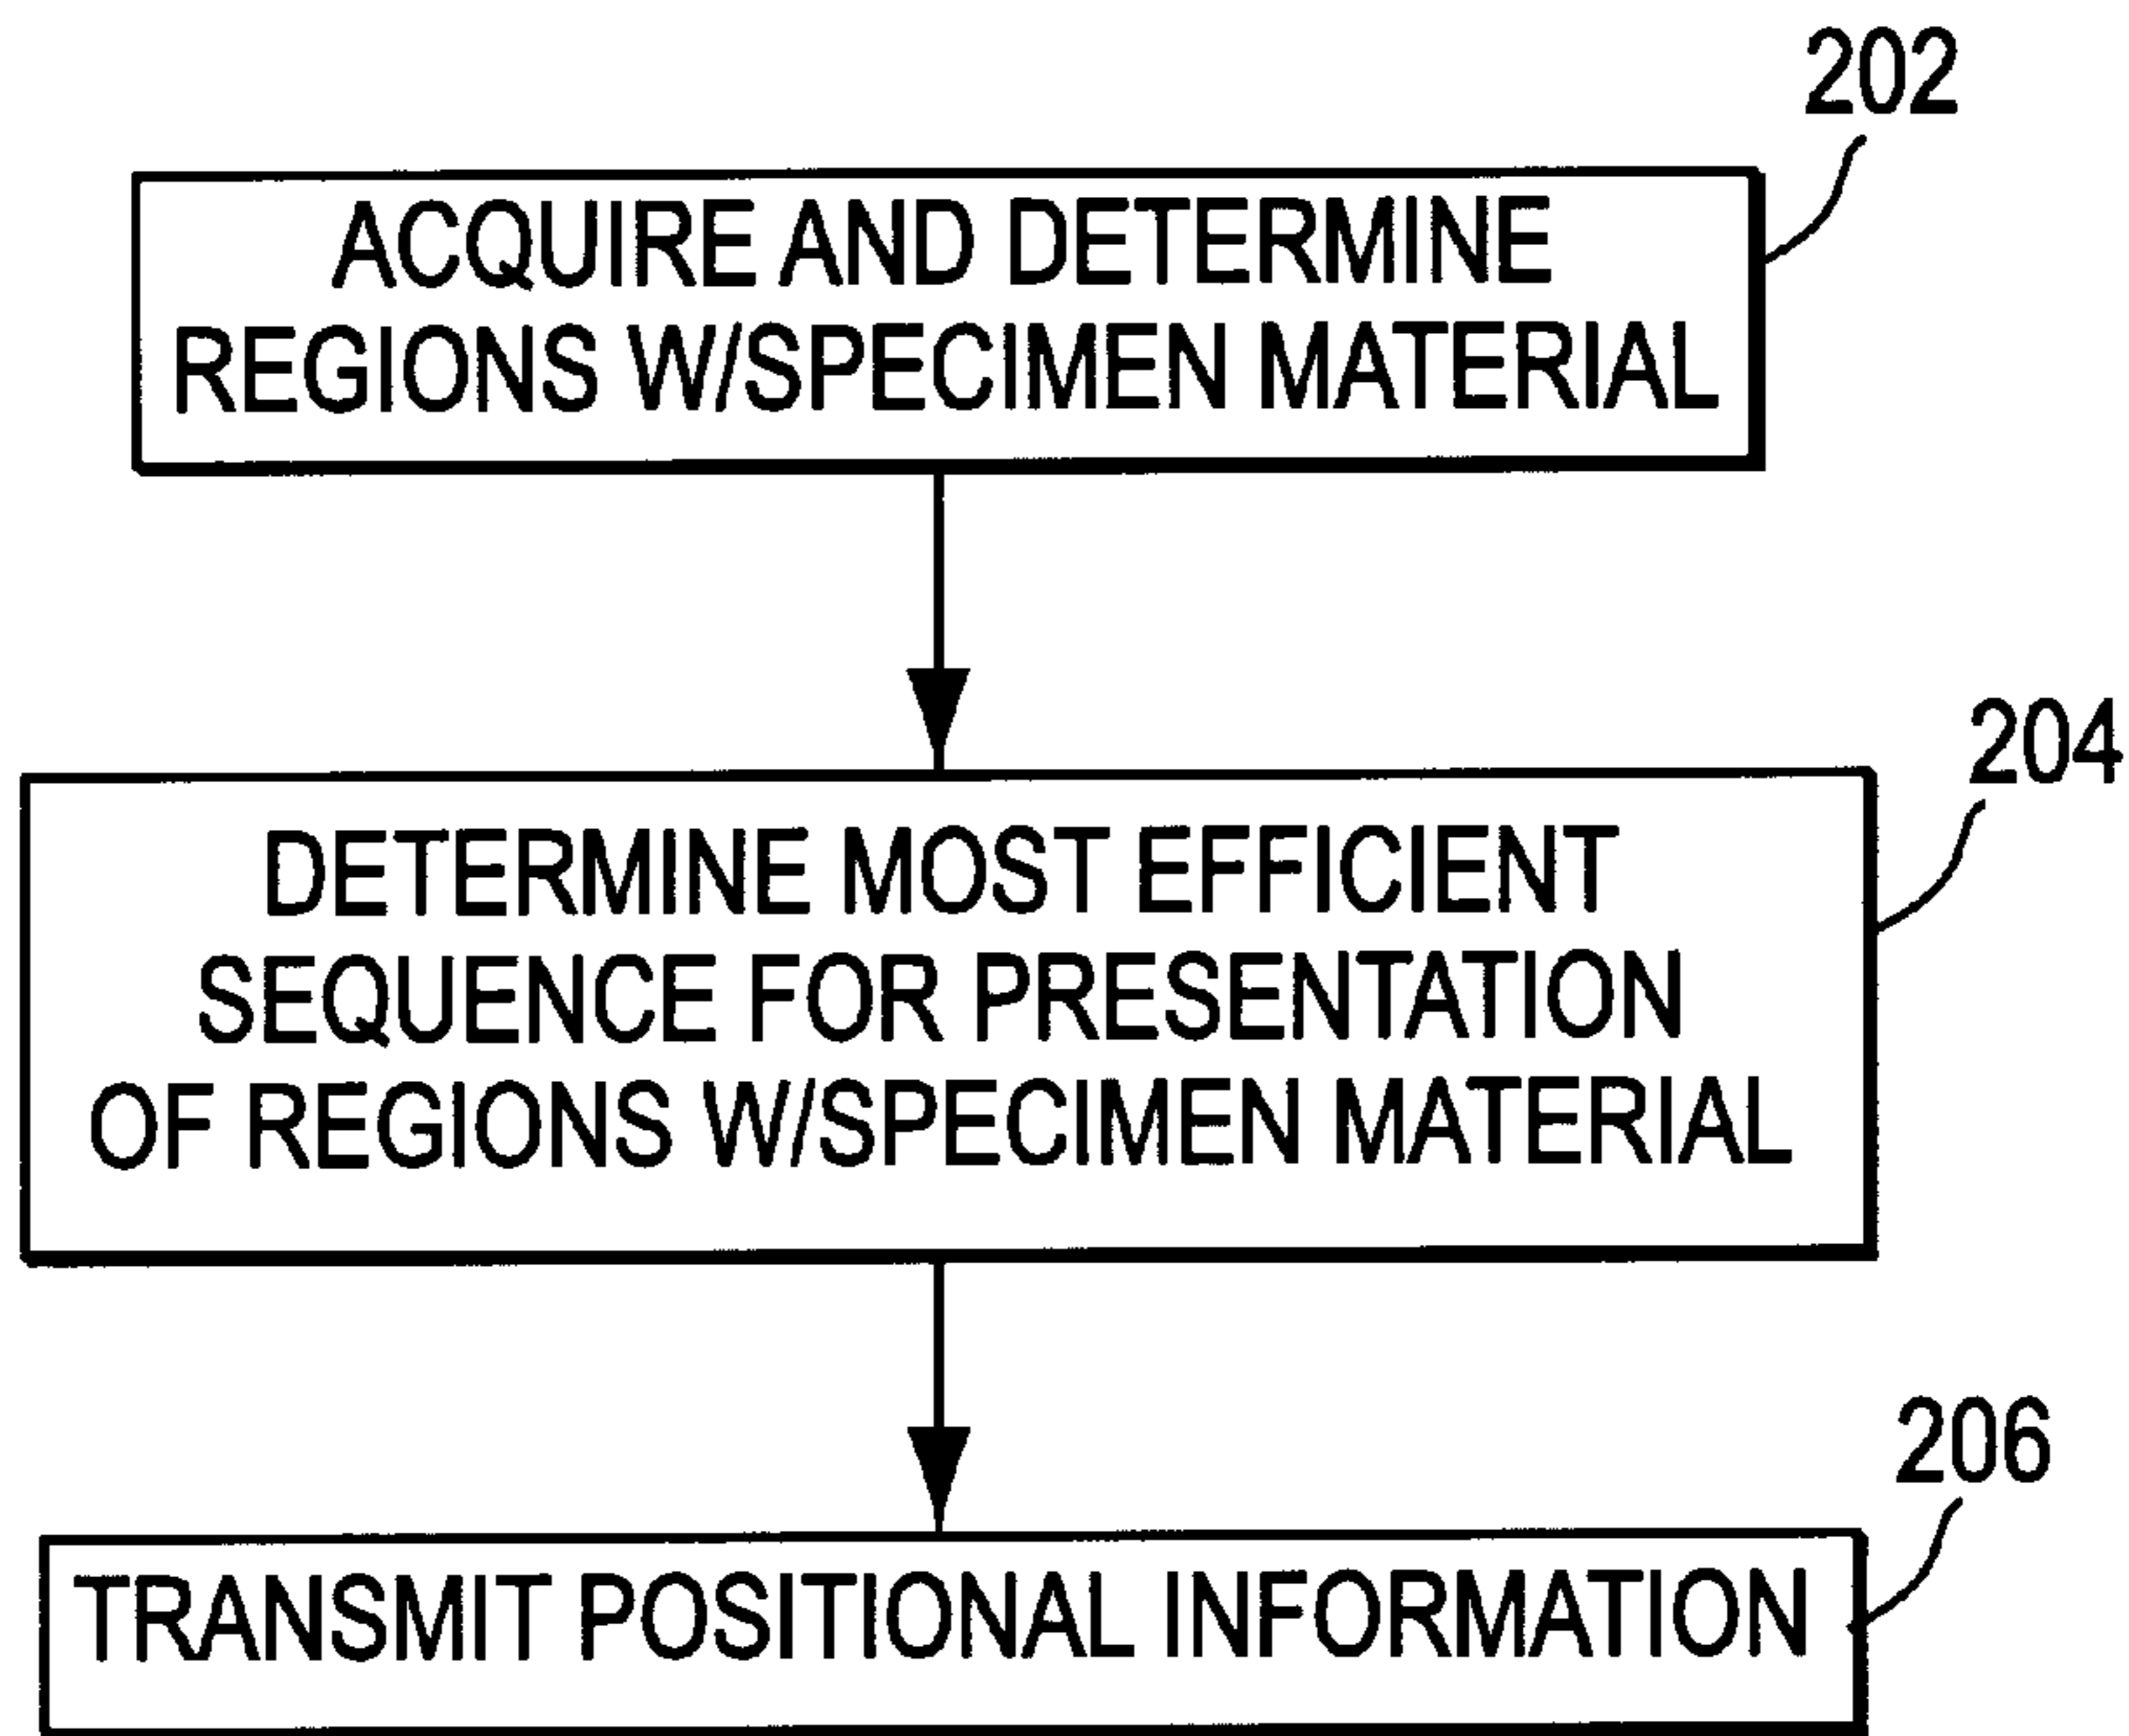 202
ACQUIRE AND DETERMINE
REGIONS W/SPECIMEN MATERIAL
204
DETERMINE MOST EFFICIENT
SEQUENCE FOR PRESENTATION
OF REGIONS W/SPECIMEN MATERIAL
206
TRANSMIT POSITIONAL INFORMATION